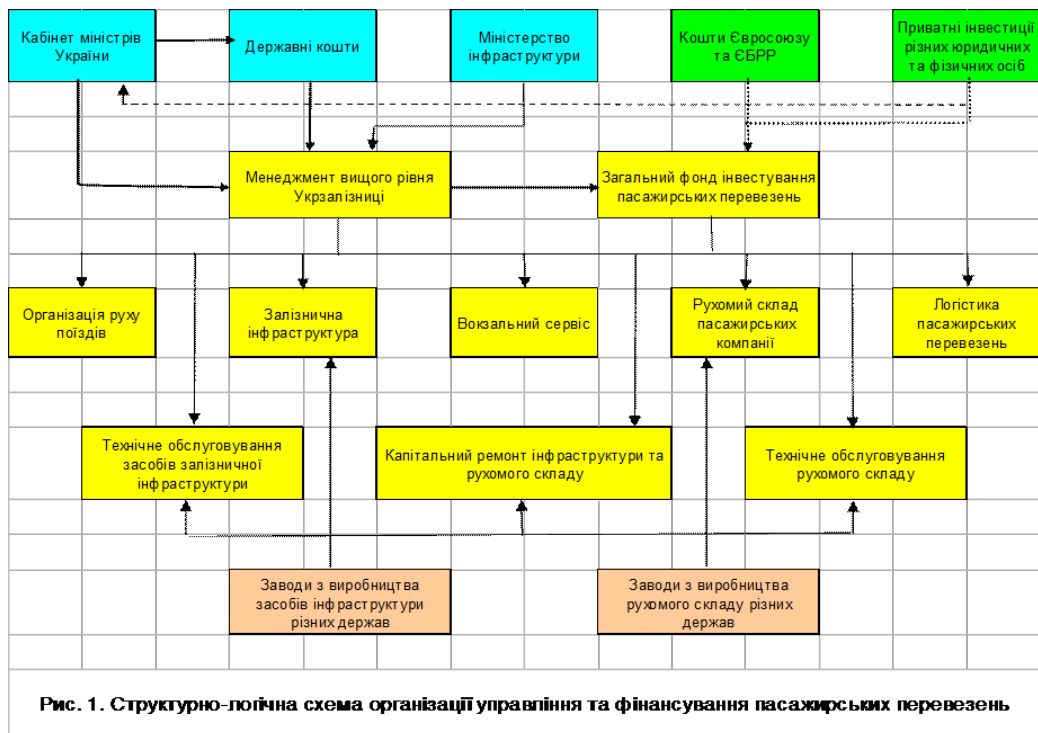 Кабінет міністрів
України
Державні кошти
Міністерство
інфраструктури
Кошти Євросоюзу
та ЄБРР
Приватні інвестиції
різних юридичних
та фізичних осіб
Менеджмент вищого рівня
Укрзалізниці
Загальний фонд інвестування
пасажирських перевезень
Організація руху
поїздів
Залізнична
інфраструктура
Вокзальний сервіс
Рухомий склад
пасажирських
компанії
Логістика
пасажирських
перевезень
Технічне обслуговування
засобів залізничної
інфраструктури
Капітальний ремонт інфраструктури та
рухомого складу
Технічне обслуговування
рухомого складу
Заводи з виробництва
засобів інфраструктури
різних держав
Заводи з виробництва
рухомого складу різних
держав
Рис. 1. Структурно-логічна схема організації управління та фінансування пасажирських перевезень